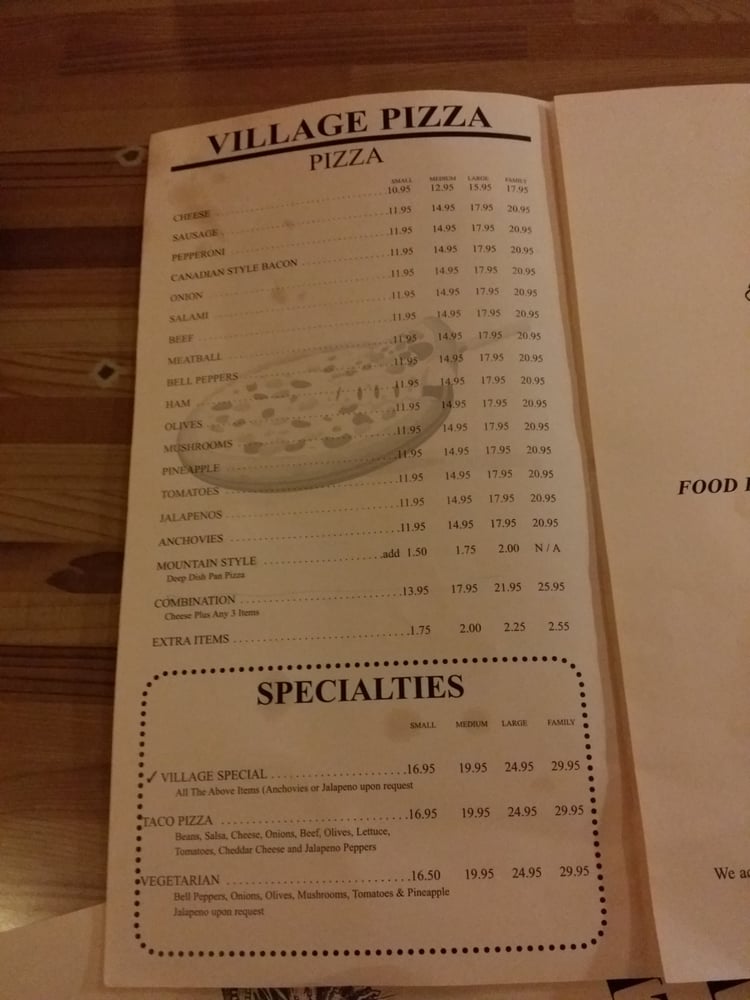 VILLAGE PIZZA
PIZZA
SMALL MEDIUM LARGE FAMILY
CHEESE 10.95 12.95 15.95 17.95
SAUSAGE 11.95 14.95 17.95 20.95
PEPPERONI 11.95 14.95 17.95 20.95
CANADIAN STYLE BACON 11.95 14.95 17.95 20.95
ONION 11.95 14.95 17.95 20.95
SALAMI 11.95 14.95 17.95 20.95
BEEF 11.95 14.95 17.95 20.95
MEATBALL 11.95 14.95 17.95 20.95
BELL PEPPERS 11.95 14.95 17.95 20.95
HAM 11.95 14.95 17.95 20.95
OLIVES 11.95 14.95 17.95 20.95
MUSHROOMS 11.95 14.95 17.95 20.95
PINEAPPLE 11.95 14.95 17.95 20.95
TOMATOES 11.95 14.95 17.95 20.95
JALAPENOS 11.95 14.95 17.95 20.95
ANCHOVIES 11.95 14.95 17.95 20.95
MOUNTAIN STYLE add 1.50 1.75 2.00 N / A
Deep Dish Pan Pizza
COMBINATION 13.95 17.95 21.95 25.95
Cheese Plus Any 3 Items
EXTRA ITEMS 1.75 2.00 2.25 2.55
SPECIALTIES
SMALL MEDIUM LARGE FAMILY
✓ VILLAGE SPECIAL 16.95 19.95 24.95 29.95
All The Above Items (Anchovies or Jalapeno upon request
TACO PIZZA 16.95 19.95 24.95 29.95
Beans, Salsa, Cheese, Onions, Beef, Olives, Lettuce,
Tomatoes, Cheddar Cheese and Jalapeno Peppers
VEGETARIAN 16.50 19.95 24.95 29.95
Bell Peppers, Onions, Olives, Mushrooms, Tomatoes & Pineapple
Jalapeno upon request
FOOD
We